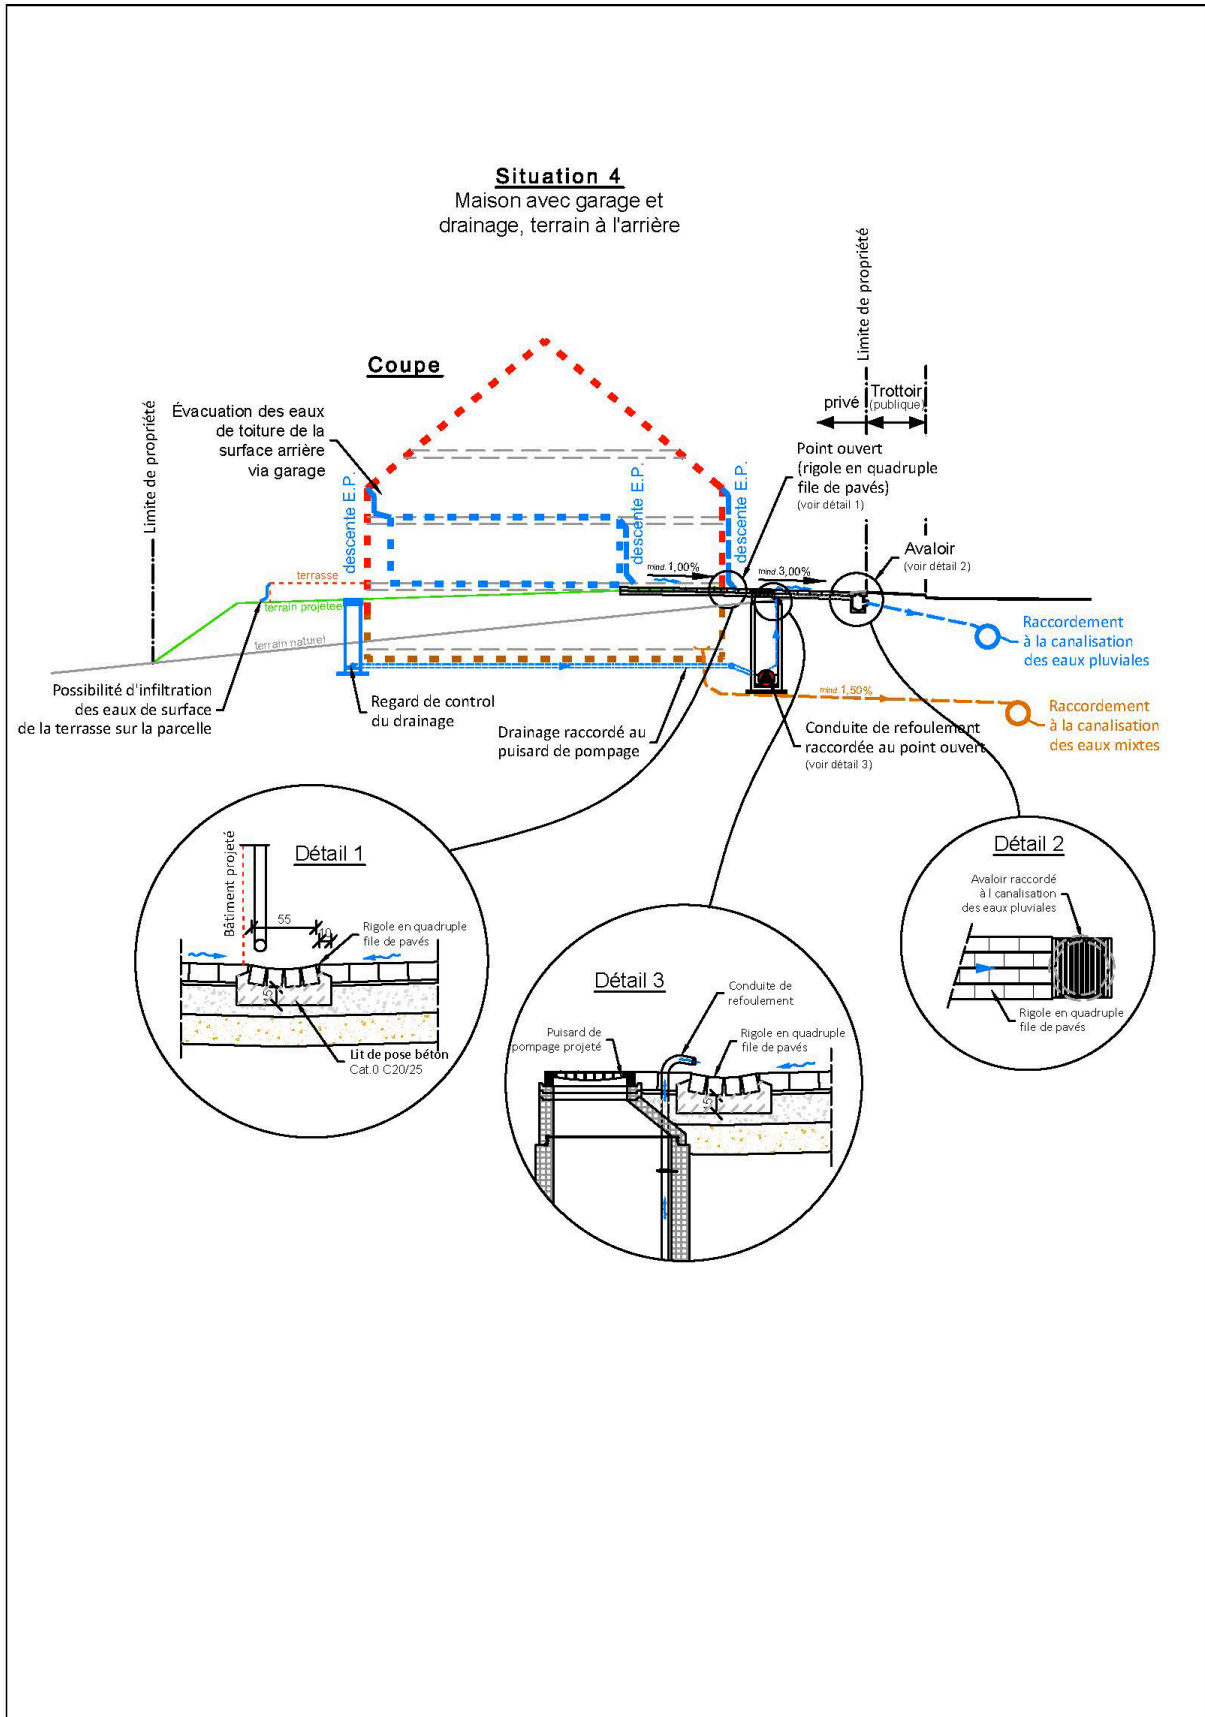 Situation 4
Maison avec garage et
drainage, terrain à l'arrière
Coupe
Limite de propriété
Limite de propriété
privé
Trottoir
(publique)
Évacuation des eaux
de toiture de la
surface arrière
via garage
descente E.P.
descente E.P.
descente E.P.
Point ouvert
(rigole en quadruple
file de pavés)
(voir détail 1)
Avaloir
(voir détail 2)
mind. 1,00%
mind. 3,00%
terrasse
terrain projetee
terrain naturel
Raccordement
à la canalisation
des eaux pluviales
Possibilité d'infiltration
des eaux de surface
de la terrasse sur la parcelle
Regard de control
du drainage
Drainage raccordé au
puisard de pompage
mind. 1,50%
Conduite de refoulement
raccordée au point ouvert
(voir détail 3)
Raccordement
à la canalisation
des eaux mixtes
Détail 1
Bâtiment projeté
55
10
Rigole en quadruple
file de pavés
15
Lit de pose béton
Cat.0 C20/25
Détail 2
Avaloir raccordé
à l canalisation
des eaux pluviales
Rigole en quadruple
file de pavés
Détail 3
Conduite de
refoulement
Puisard de
pompage projeté
Rigole en quadruple
file de pavés
15